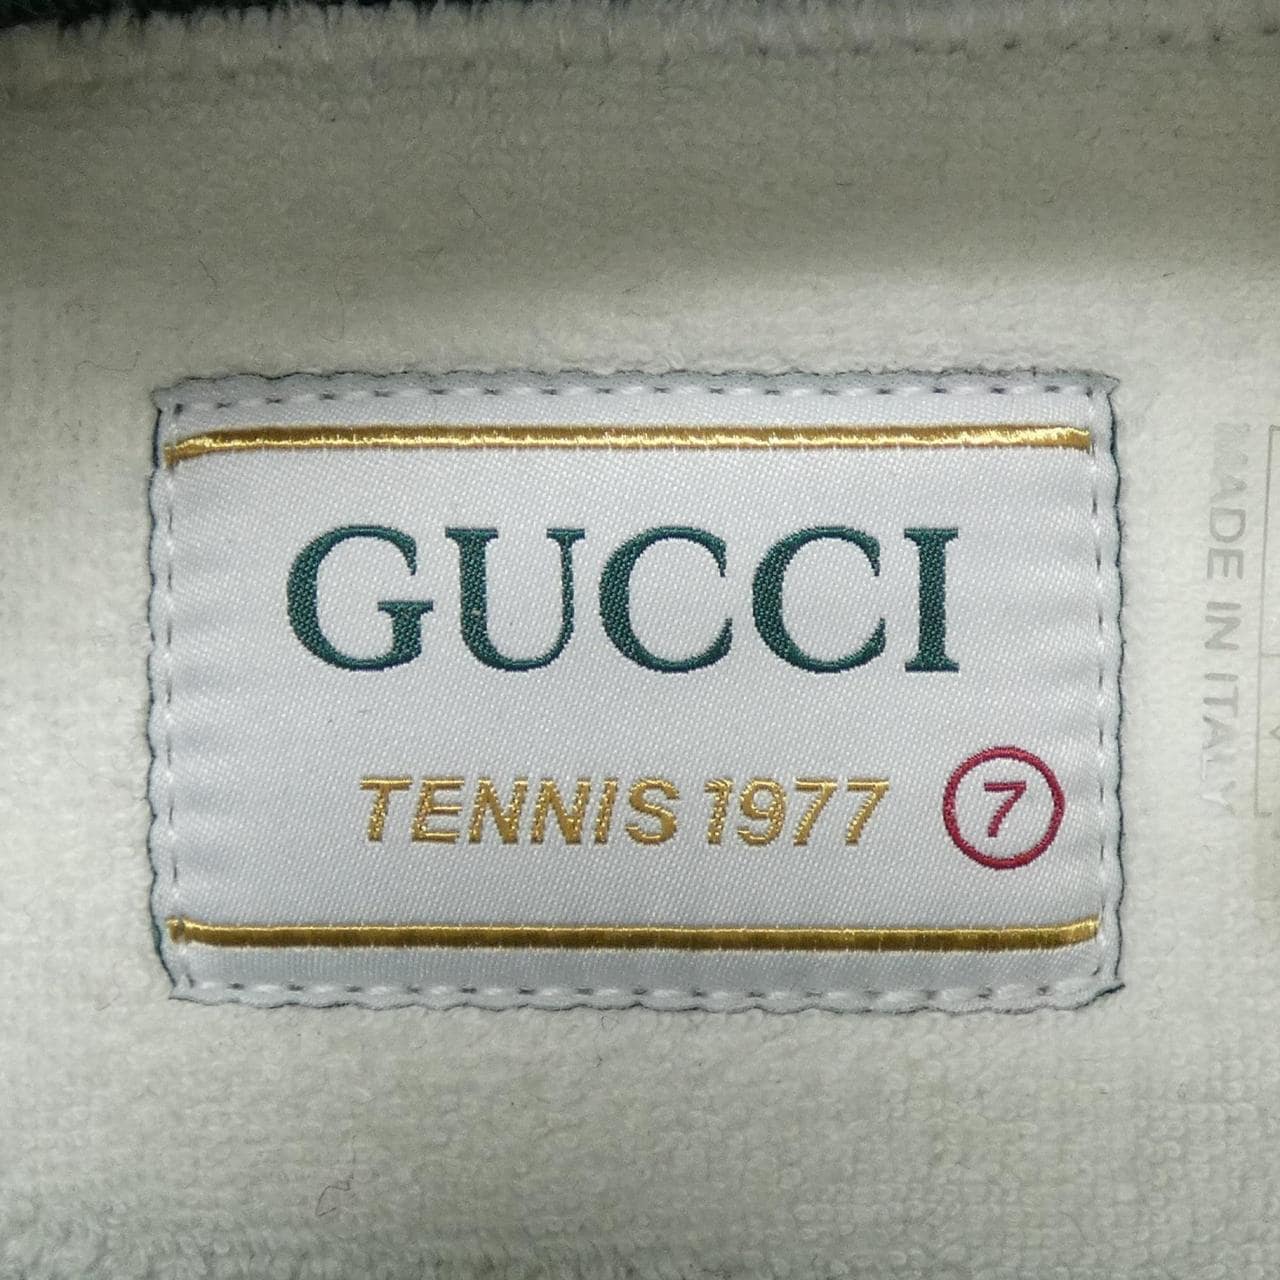 GUCCI
TENNIS 1977 7
MADE IN ITALY